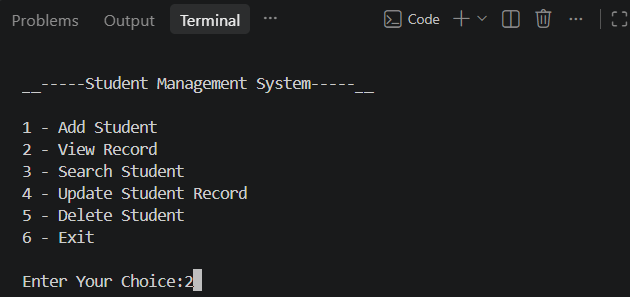 Problems Output Terminal ... Code ...
__-----Student Management System-----__
1 - Add Student
2 - View Record
3 - Search Student
4 - Update Student Record
5 - Delete Student
6 - Exit
Enter Your Choice:2